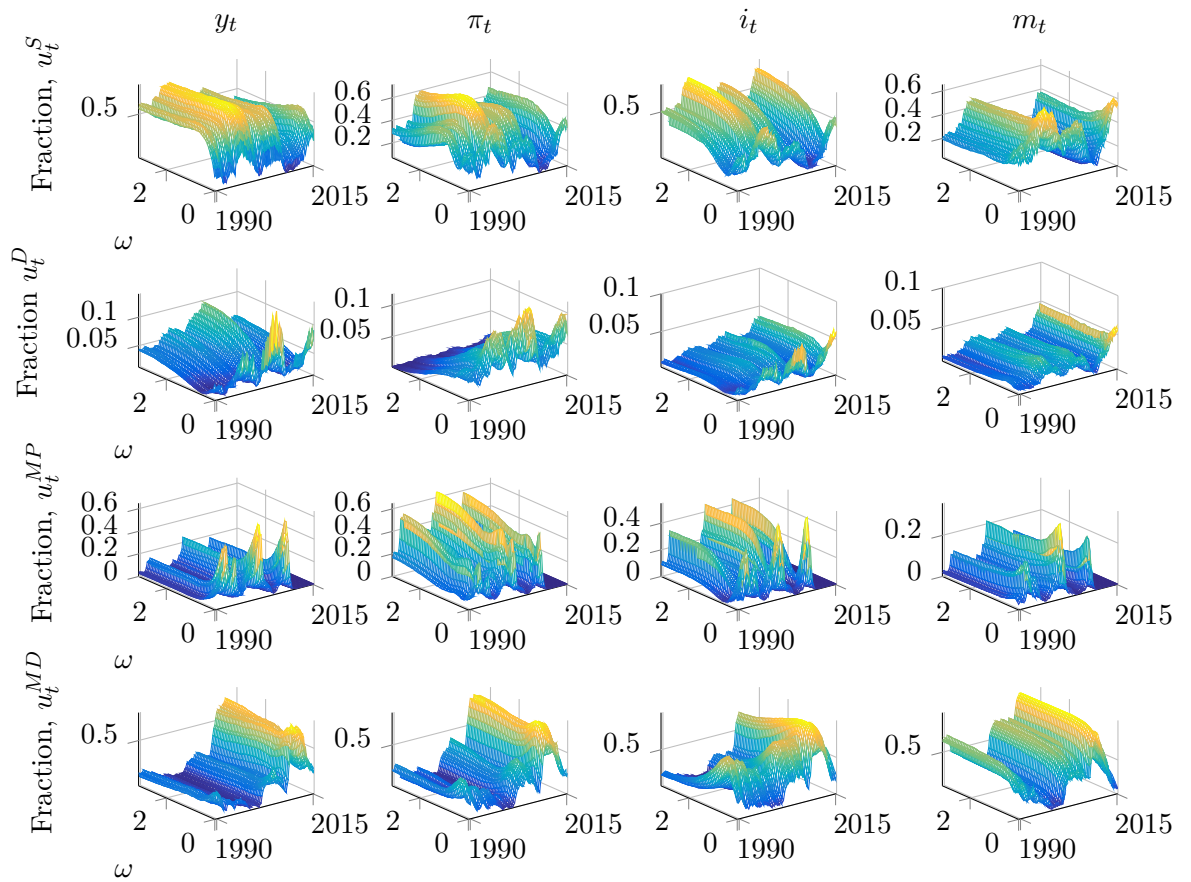 y_t π_t i_t m_t
Fraction, u_t^S
0.5 2 0 1990 2015
0.6 0.4 0.2 2 0 1990 2015
0.5 2 0 1990 2015
0.6 0.4 0.2 2 0 1990 2015
ω
Fraction u_t^D
0.1 0.05 2 0 1990 2015
0.1 0.05 2 0 1990 2015
0.1 0.05 2 0 1990 2015
0.1 0.05 2 0 1990 2015
ω
Fraction, u_t^{MP}
0.6 0.4 0.2 0 2 0 1990 2015
0.6 0.4 0.2 0 2 0 1990 2015
0.4 0.2 0 2 0 1990 2015
0.2 0 2 0 1990 2015
ω
Fraction, u_t^{MD}
0.5 2 0 1990 2015
0.5 2 0 1990 2015
0.5 2 0 1990 2015
0.5 2 0 1990 2015
ω